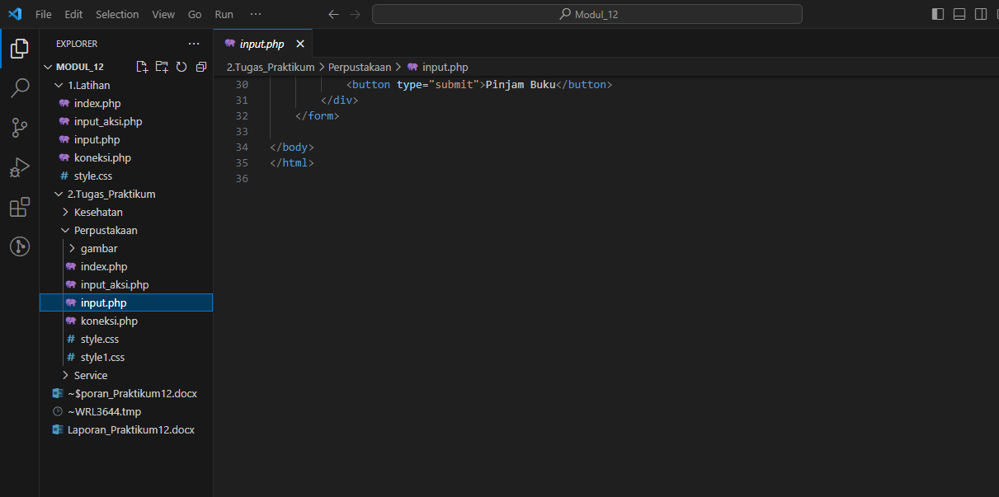 File Edit Selection View Go Run ··· Modul_12
EXPLORER ···
MODUL_12
1.Latihan
index.php
input_aksi.php
input.php
koneksi.php
# style.css
2.Tugas_Praktikum
Kesehatan
Perpustakaan
gambar
index.php
input_aksi.php
input.php
koneksi.php
# style.css
# style1.css
Service
~$poran_Praktikum12.docx
~WRL3644.tmp
Laporan_Praktikum12.docx
input.php
2.Tugas_Praktikum > Perpustakaan > input.php
30 <button type="submit">Pinjam Buku</button>
31 </div>
32 </form>
33
34 </body>
35 </html>
36